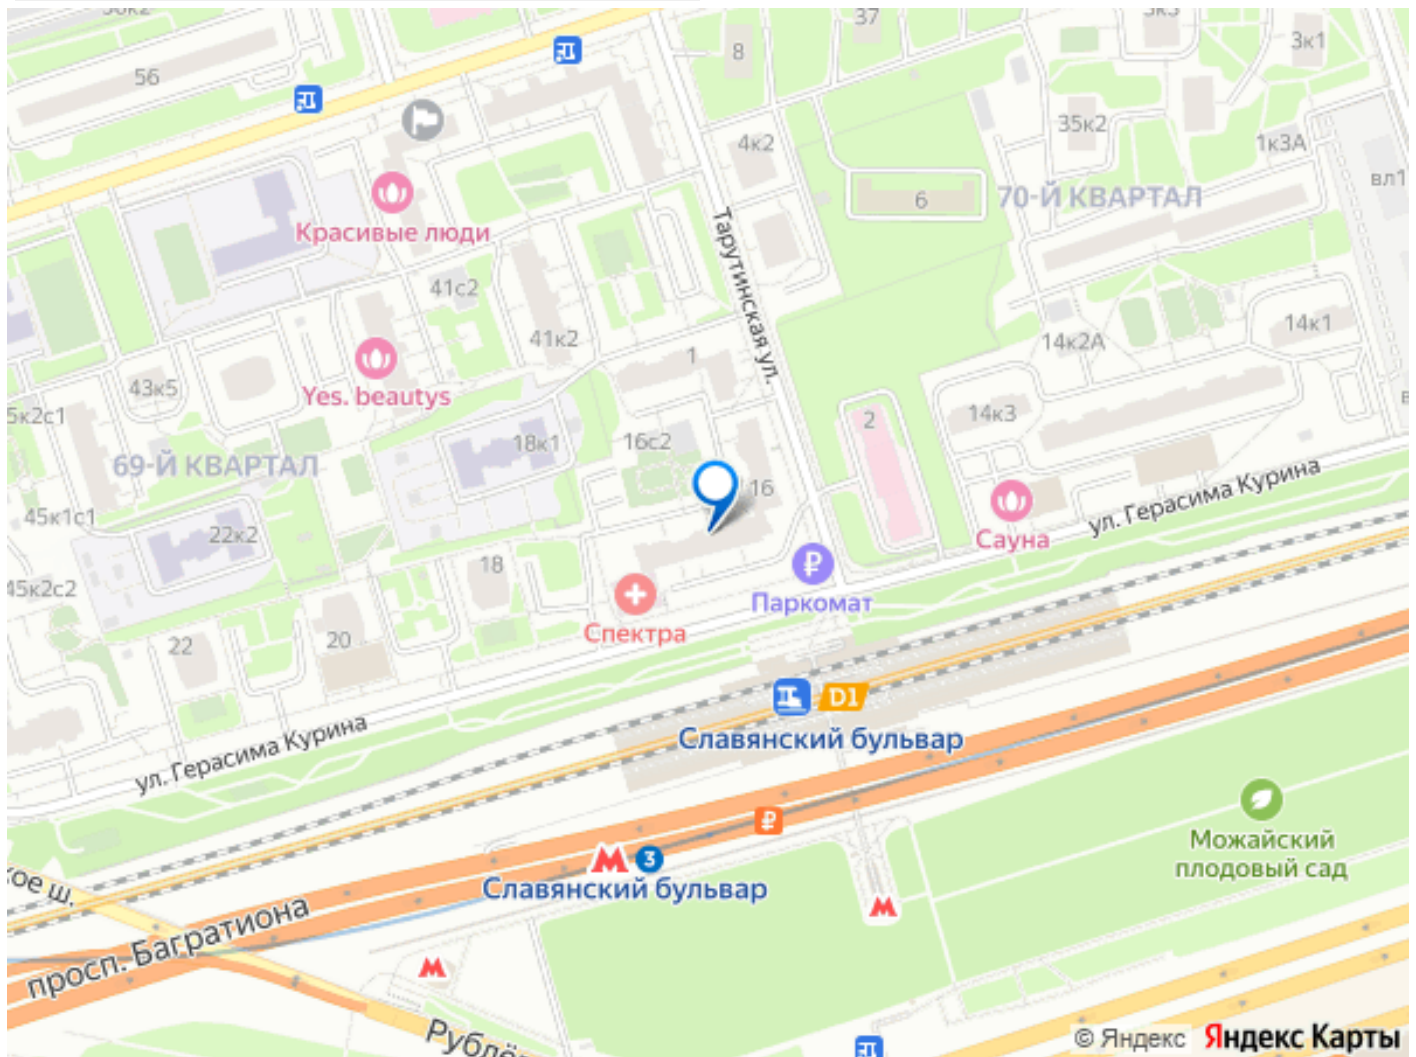 37
8
3к1
56
35к2
4к2
1к3А
вл1
6
70-Й КВАРТАЛ
Красивые люди
Тарутинская ул.
41с2
41к2
1
14к1
14к2А
43к5
Yes. beautys
5к2с1
14к3
2
18к1
16с2
69-Й КВАРТАЛ
16
ул. Герасима Курина
45к1с1
22к2
Сауна
18
₽
Паркомат
45к2с2
Спектра
22
20
D1
Славянский бульвар
ул. Герасима Курина
₽
М 3
Славянский бульвар
Можайский
плодовый сад
кое ш.
просп. Багратиона
М
М
Рублё
© Яндекс Яндекс Карты